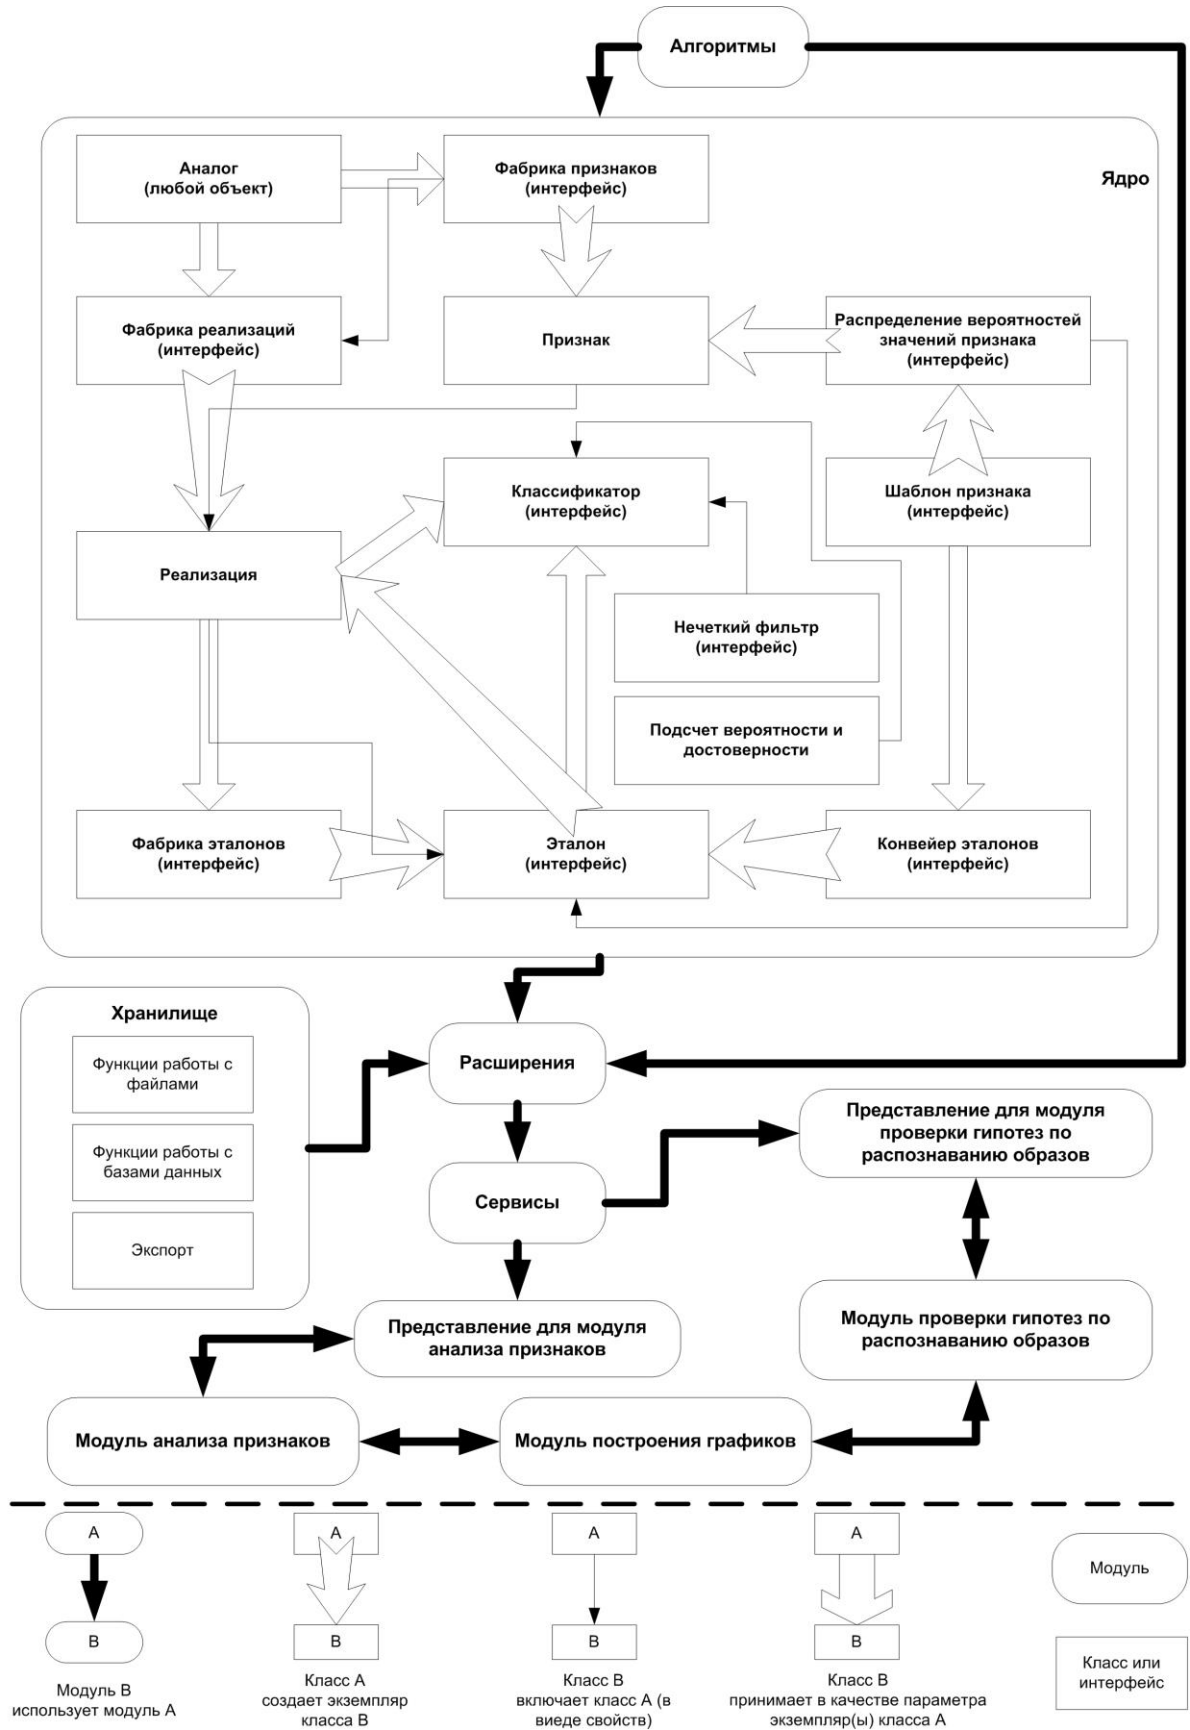 Алгоритмы
Ядро
Аналог
(любой объект)
Фабрика признаков
(интерфейс)
Фабрика реализаций
(интерфейс)
Признак
Распределение вероятностей
значений признака
(интерфейс)
Классификатор
(интерфейс)
Шаблон признака
(интерфейс)
Реализация
Нечеткий фильтр
(интерфейс)
Подсчет вероятности и
достоверности
Фабрика эталонов
(интерфейс)
Эталон
(интерфейс)
Конвейер эталонов
(интерфейс)
Хранилище
Функции работы с
файлами
Функции работы с
базами данных
Экспорт
Расширения
Сервисы
Представление для модуля
проверки гипотез по
распознаванию образов
Модуль проверки гипотез по
распознаванию образов
Представление для модуля
анализа признаков
Модуль анализа признаков
Модуль построения графиков
A
B
Модуль B
использует модуль A
A
B
Класс A
создает экземпляр
класса B
A
B
Класс B
включает класс A (в
виеде свойств)
A
B
Класс B
принимает в качестве параметра
экземпляр(ы) класса A
Модуль
Класс или
интерфейс